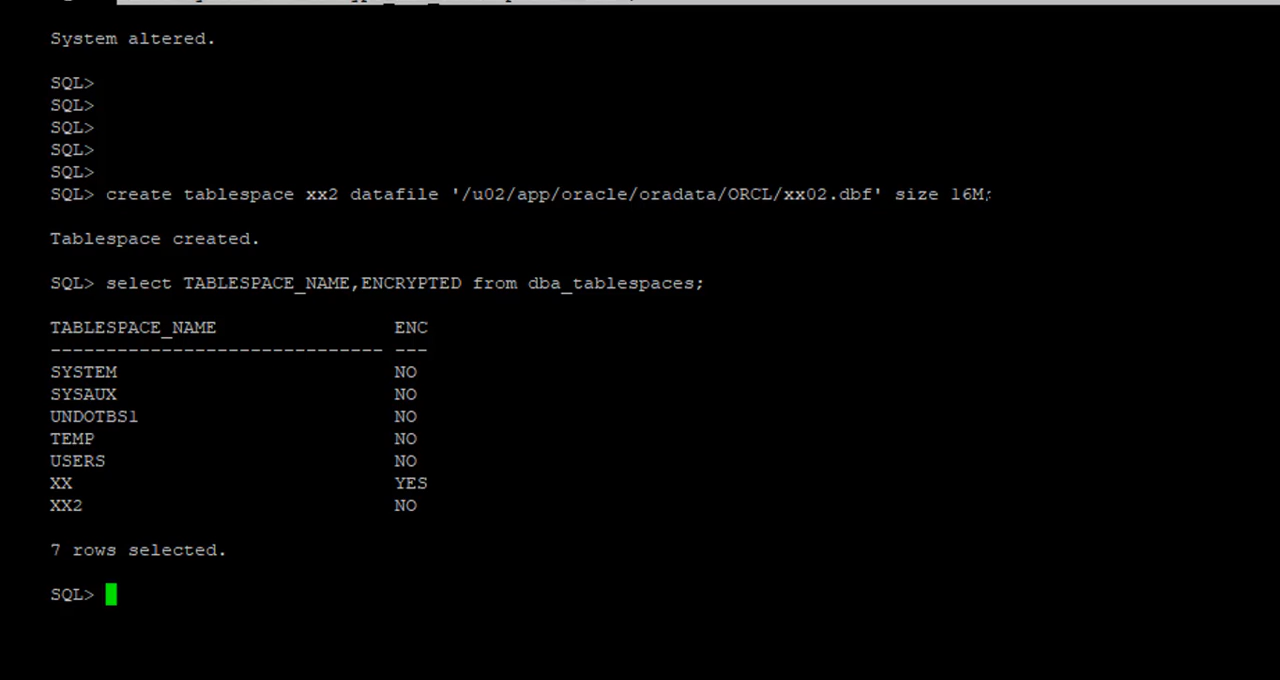 System altered.
SQL>
SQL>
SQL>
SQL>
SQL>
SQL> create tablespace xx2 datafile '/u02/app/oracle/oradata/ORCL/xx02.dbf' size 16M;
Tablespace created.
SQL> select TABLESPACE_NAME,ENCRYPTED from dba_tablespaces;
TABLESPACE_NAME ENC
------------------------------ ---
SYSTEM NO
SYSAUX NO
UNDOTBS1 NO
TEMP NO
USERS NO
XX YES
XX2 NO
7 rows selected.
SQL>